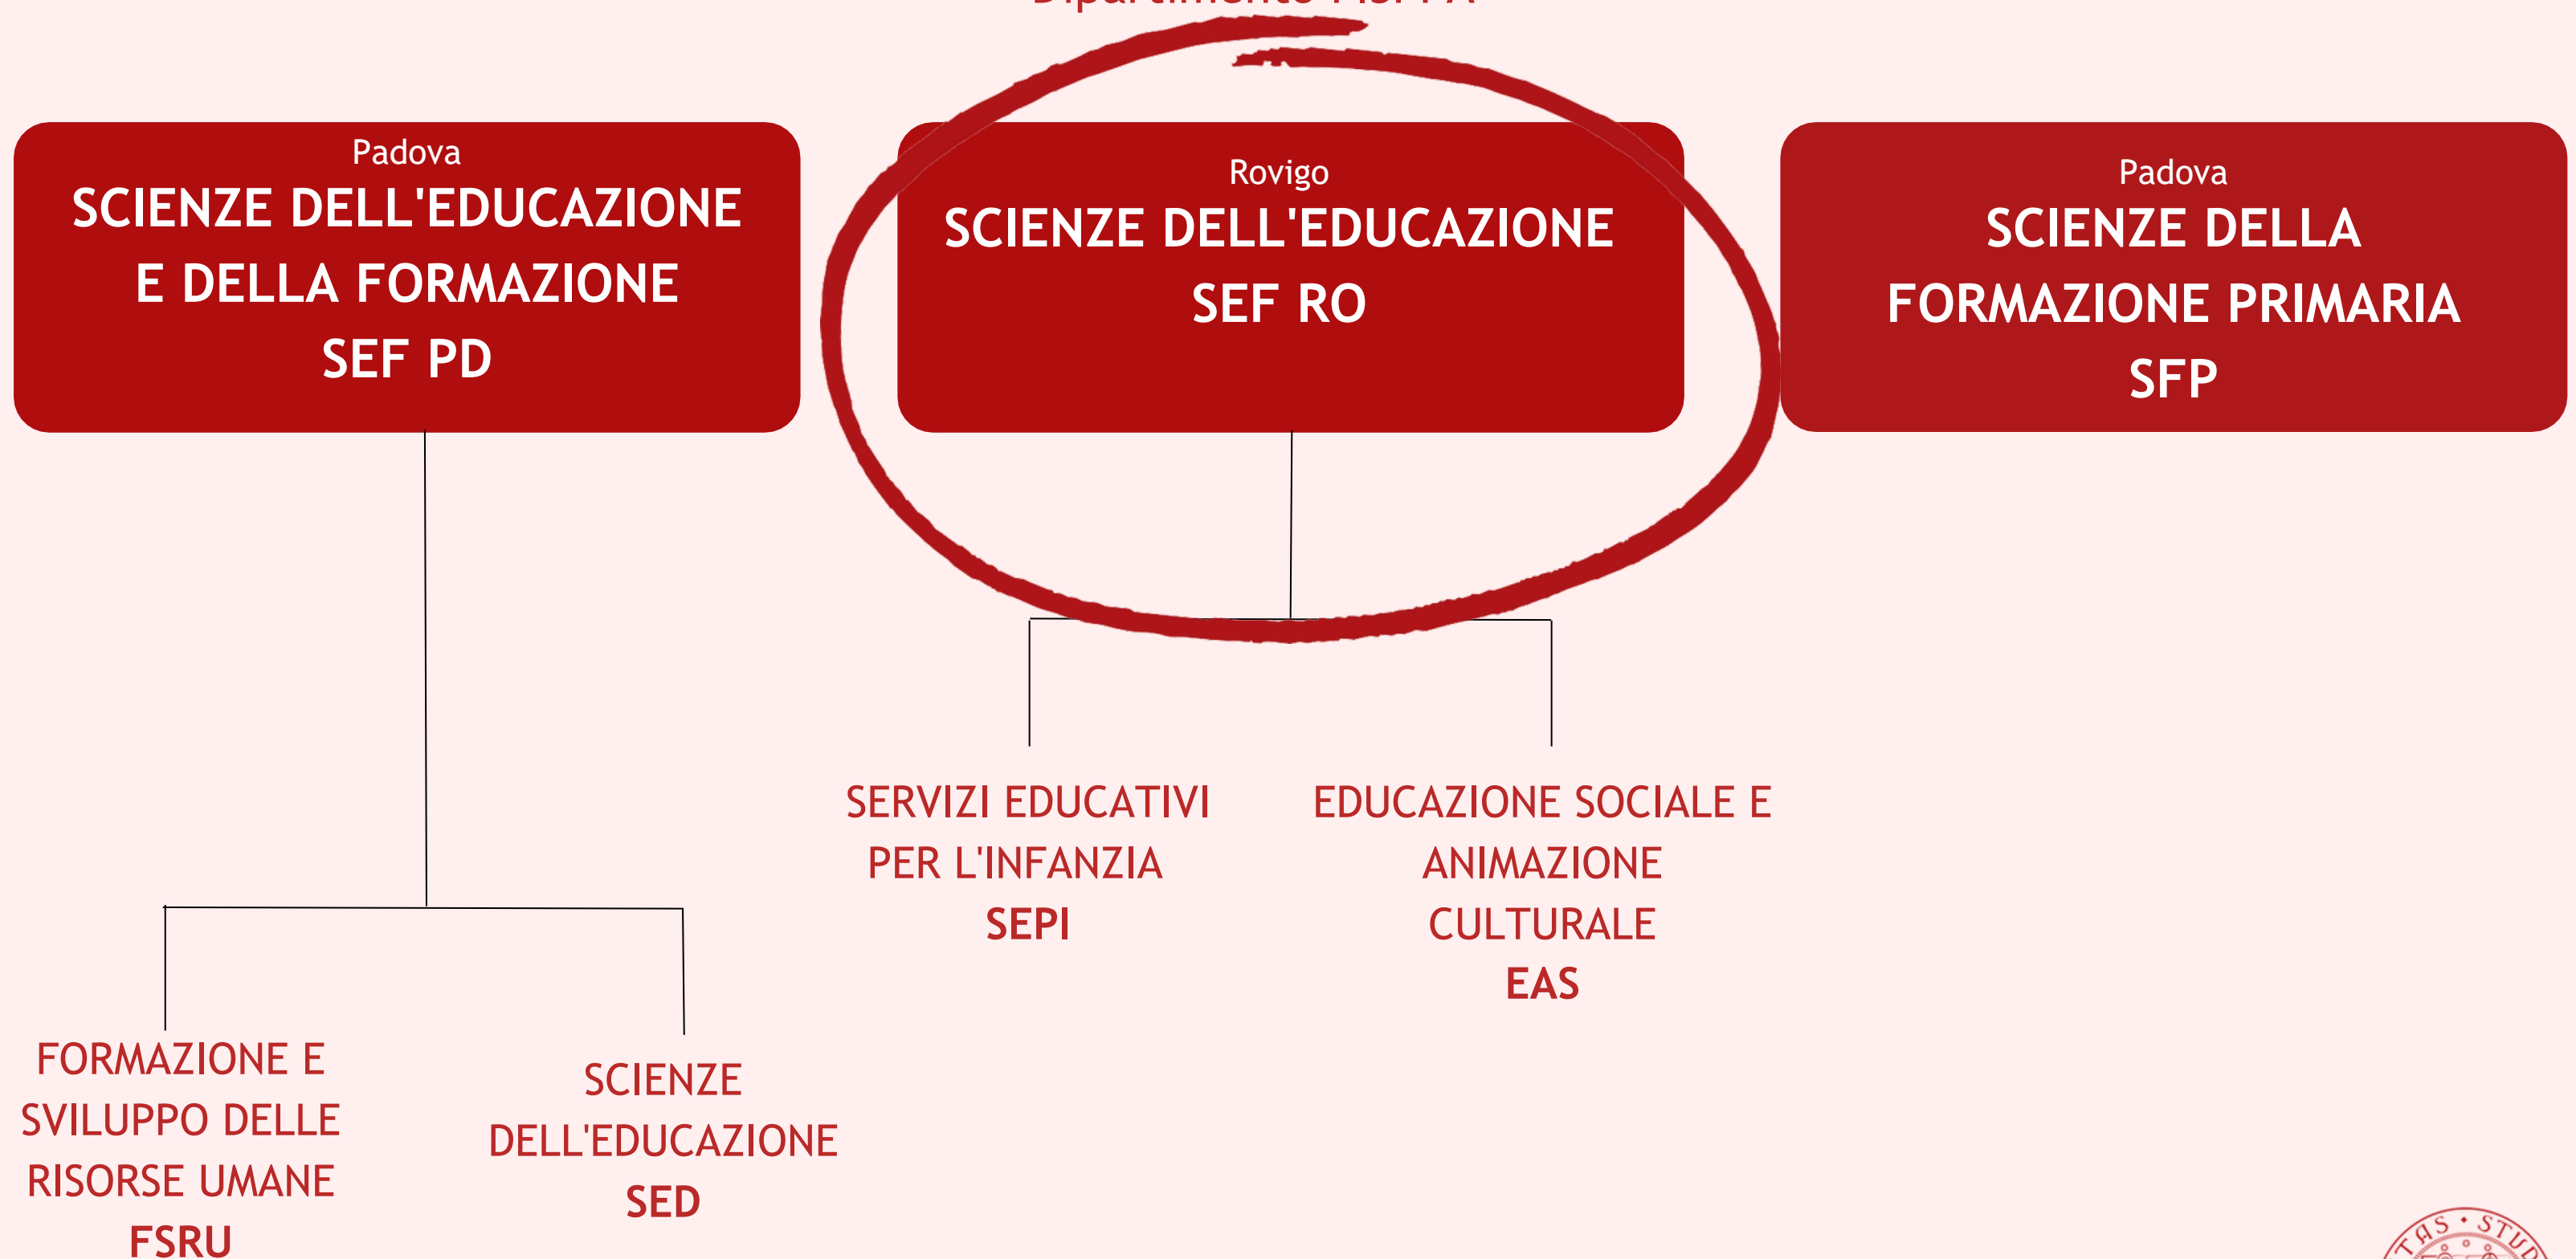 Dipartimento FISPPA
Padova
SCIENZE DELL'EDUCAZIONE
E DELLA FORMAZIONE
SEF PD
Rovigo
SCIENZE DELL'EDUCAZIONE
SEF RO
Padova
SCIENZE DELLA
FORMAZIONE PRIMARIA
SFP
SERVIZI EDUCATIVI
PER L'INFANZIA
SEPI
EDUCAZIONE SOCIALE E
ANIMAZIONE
CULTURALE
EAS
FORMAZIONE E
SVILUPPO DELLE
RISORSE UMANE
FSRU
SCIENZE
DELL'EDUCAZIONE
SED